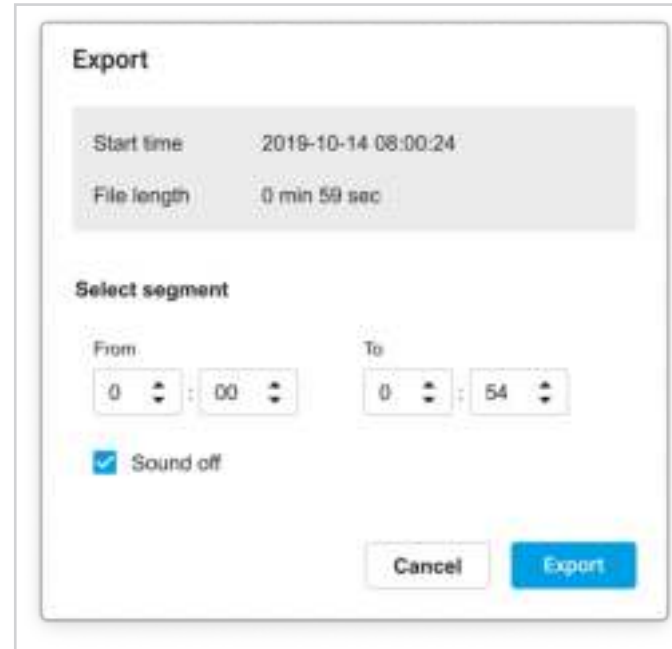 Export
Start time 2019-10-14 08:00:24
File length 0 min 59 sec
Select segment
From To
0 : 00 0 : 54
Sound off
Cancel Export